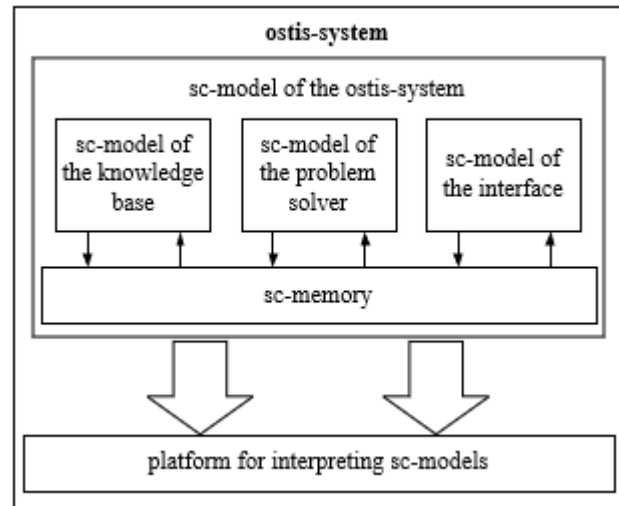 ostis-system
sc-model of the ostis-system
sc-model of
the knowledge
base
sc-model of
the problem
solver
sc-model of
the interface
sc-memory
platform for interpreting sc-models